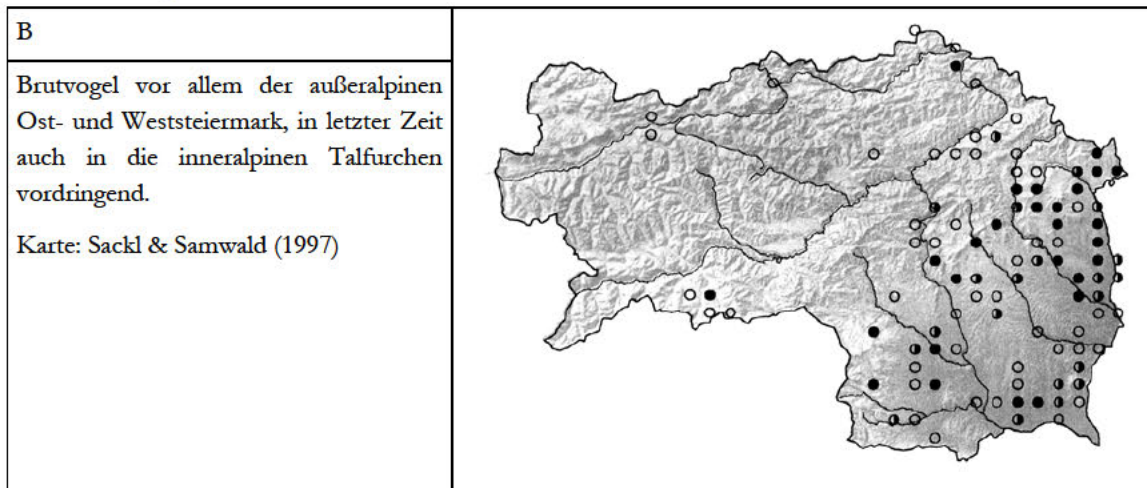 B
Brutvogel vor allem der außeralpinen
Ost- und Weststeiermark, in letzter Zeit
auch in die inneralpinen Talfurchen
vordringend.
Karte: Sackl & Samwald (1997)